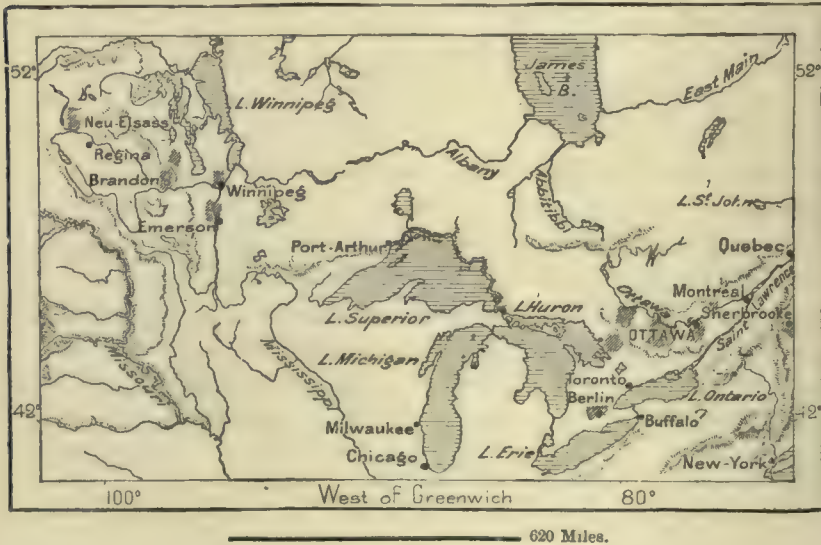 52°
52°
James
B.
East Main
L. Winnipeg
Neu-Elsass
Regina
Brandon
Winnipeg
Albany
Abbitibi
L. St. John
Emerson
Port-Arthur
Quebec
Ottawa
Montreal
Saint Lawrence
Sherbrooke
L. Superior
L. Huron
OTTAWA
Missouri
Mississippi
L. Michigan
Toronto
Berlin
L. Ontario
42°
42°
Milwaukee
Buffalo
Chicago
L. Erie
New-York
100°
West of Greenwich
80°
620 Miles.